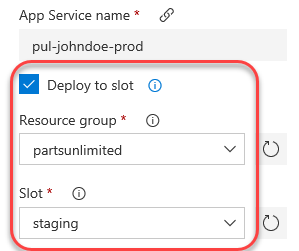 App Service name *
pul-johndoe-prod
Deploy to slot
Resource group *
partsunlimited
Slot *
staging